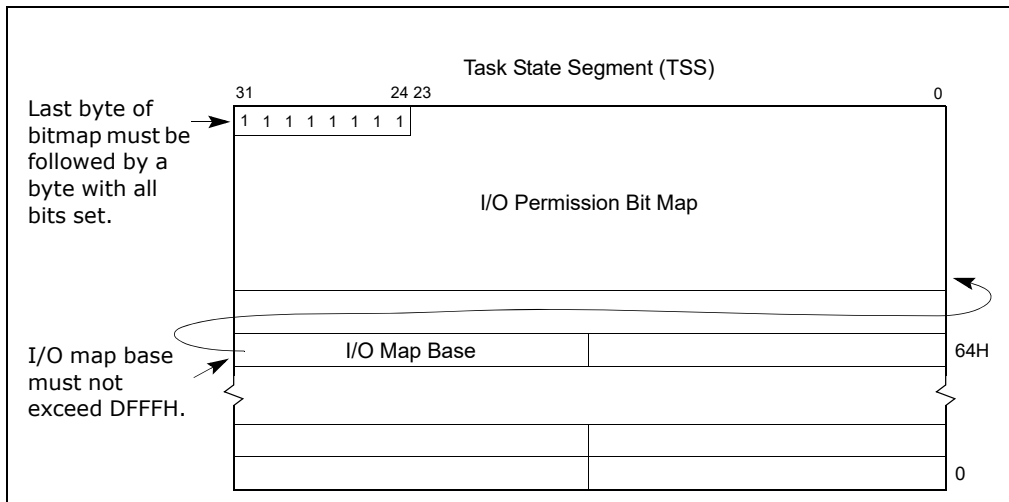 Task State Segment (TSS)
31 24 23 0
Last byte of
bitmap must be
followed by a
byte with all
bits set.
1 1 1 1 1 1 1 1
I/O Permission Bit Map
I/O map base
must not
exceed DFFFH.
I/O Map Base
64H
0